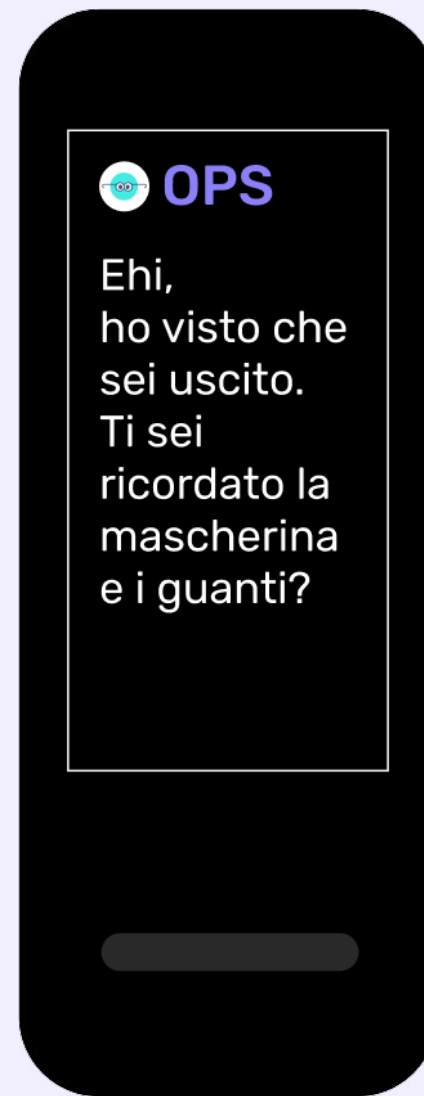 OPS
Ehi,
ho visto che
sei uscito.
Ti sei
ricordato la
mascherina
e i guanti?